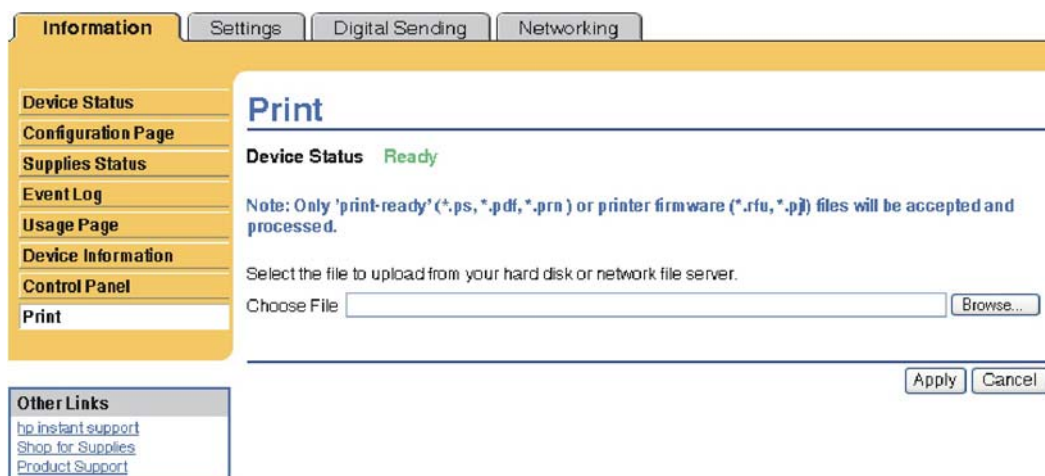 Information Settings Digital Sending Networking
Device Status
Configuration Page
Supplies Status
Event Log
Usage Page
Device Information
Control Panel
Print
Print
Device Status Ready
Note: Only 'print-ready' (*.ps, *.pdf, *.prn ) or printer firmware (*.rfu, *.pjl) files will be accepted and
processed.
Select the file to upload from your hard disk or network file server.
Choose File Browse...
Apply Cancel
Other Links
hp instant support
Shop for Supplies
Product Support